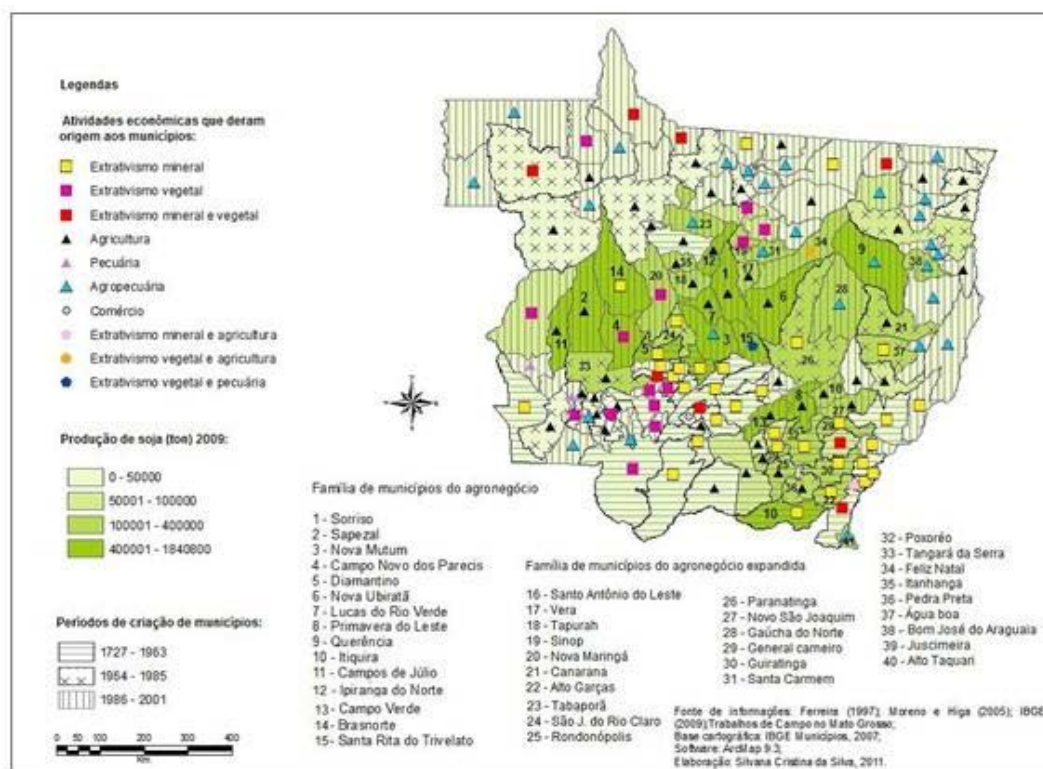 Legendas
Atividades econômicas que deram
origem aos municípios:
Extrativismo mineral
Extrativismo vegetal
Extrativismo mineral e vegetal
Agricultura
Pecuária
Agropecuária
Comércio
Extrativismo mineral e agricultura
Extrativismo vegetal e agricultura
Extrativismo vegetal e pecuária
Produção de soja (ton) 2009:
0 - 50000
50001 - 100000
100001 - 400000
400001 - 1840800
Períodos de criação de municípios:
1727 - 1963
1964 - 1985
1986 - 2001
0 50 100 200 300 400
Km.
Família de municípios do agronegócio
1 - Sorriso
2 - Sapezal
3 - Nova Mutum
4 - Campo Novo dos Parecis
5 - Diamantino
6 - Nova Ubiratã
7 - Lucas do Rio Verde
8 - Primavera do Leste
9 - Querência
10 - Itiquira
11 - Campos de Júlio
12 - Ipiranga do Norte
13 - Campo Verde
14 - Brasnorte
15 - Santa Rita do Trivelato
Família de municípios do agronegócio expandida
16 - Santo Antônio do Leste
17 - Vera
18 - Tapurah
19 - Sinop
20 - Nova Maringá
21 - Canarana
22 - Alto Garças
23 - Tabaporã
24 - São J. do Rio Claro
25 - Rondonópolis
26 - Paranatinga
27 - Novo São Joaquim
28 - Gaúcha do Norte
29 - General carneiro
30 - Guiratinga
31 - Santa Carmem
32 - Poxoréo
33 - Tangará da Serra
34 - Feliz Natal
35 - Itanhangá
36 - Pedra Preta
37 - Água boa
38 - Bom José do Araguaia
39 - Juscimeira
40 - Alto Taquari
Fonte de informações: Ferreira (1997); Moreno e Higa (2005); IBGE
(2009);Trabalhos de Campo no Mato Grosso;
Base cartográfica: IBGE Municípios, 2007;
Software: ArcMap 9.3;
Elaboração: Silvana Cristina da Silva, 2011.